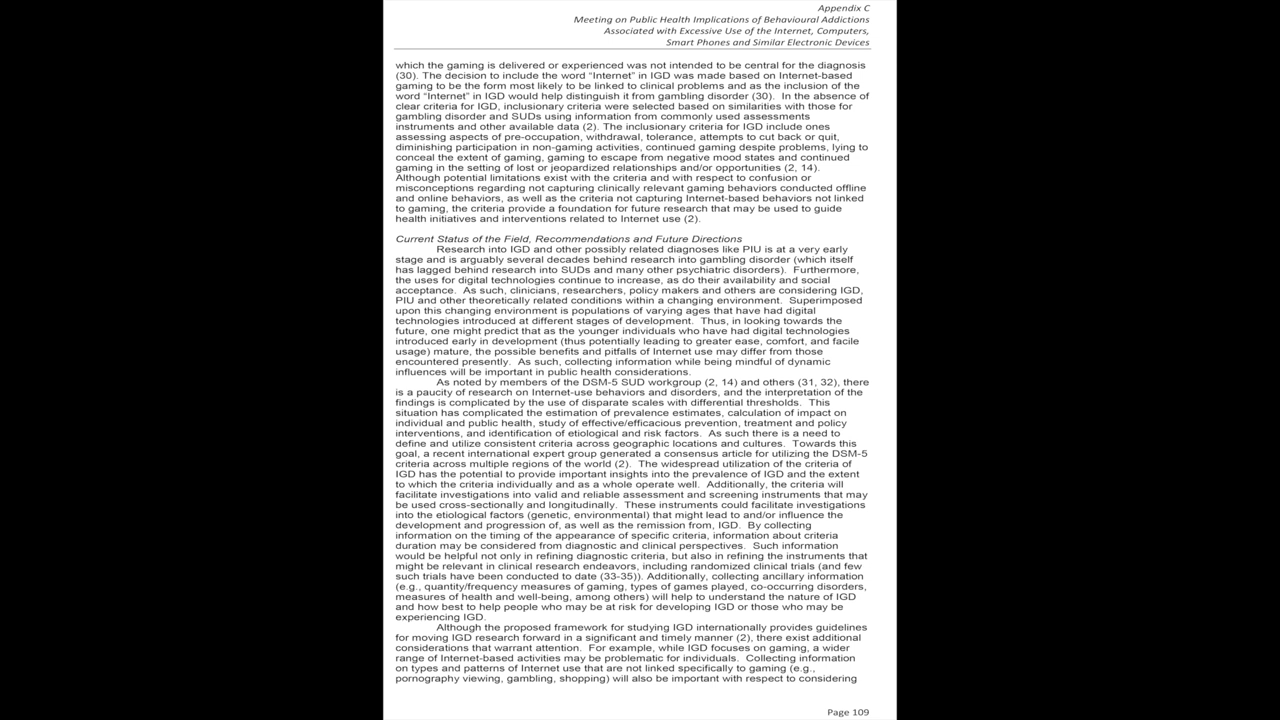 Appendix C
Meeting on Public Health Implications of Behavioural Addictions
Associated with Excessive Use of the Internet, Computers,
Smart Phones and Similar Electronic Devices
which the gaming is delivered or experienced was not intended to be central for the diagnosis
(30). The decision to include the word “Internet” in IGD was made based on Internet-based
gaming to be the form most likely to be linked to clinical problems and as the inclusion of the
word “Internet” in IGD would help distinguish it from gambling disorder (30). In the absence of
clear criteria for IGD, inclusionary criteria were selected based on similarities with those for
gambling disorder and SUDs using information from commonly used assessments
instruments and other available data (2). The inclusionary criteria for IGD include ones
assessing aspects of pre-occupation, withdrawal, tolerance, attempts to cut back or quit,
diminishing participation in non-gaming activities, continued gaming despite problems, lying to
conceal the extent of gaming, gaming to escape from negative mood states and continued
gaming in the setting of lost or jeopardized relationships and/or opportunities (2, 14).
Although potential limitations exist with the criteria and with respect to confusion or
misconceptions regarding not capturing clinically relevant gaming behaviors conducted offline
and online behaviors, as well as the criteria not capturing Internet-based behaviors not linked
to gaming, the criteria provide a foundation for future research that may be used to guide
health initiatives and interventions related to Internet use (2).
Current Status of the Field, Recommendations and Future Directions
Research into IGD and other possibly related diagnoses like PIU is at a very early
stage and is arguably several decades behind research into gambling disorder (which itself
has lagged behind research into SUDs and many other psychiatric disorders). Furthermore,
the uses for digital technologies continue to increase, as do their availability and social
acceptance. As such, clinicians, researchers, policy makers and others are considering IGD,
PIU and other theoretically related conditions within a changing environment. Superimposed
upon this changing environment is populations of varying ages that have had digital
technologies introduced at different stages of development. Thus, in looking towards the
future, one might predict that as the younger individuals who have had digital technologies
introduced early in development (thus potentially leading to greater ease, comfort, and facile
usage) mature, the possible benefits and pitfalls of Internet use may differ from those
encountered presently. As such, collecting information while being mindful of dynamic
influences will be important in public health considerations.
As noted by members of the DSM-5 SUD workgroup (2, 14) and others (31, 32), there
is a paucity of research on Internet-use behaviors and disorders, and the interpretation of the
findings is complicated by the use of disparate scales with differential thresholds. This
situation has complicated the estimation of prevalence estimates, calculation of impact on
individual and public health, study of effective/efficacious prevention, treatment and policy
interventions, and identification of etiological and risk factors. As such there is a need to
define and utilize consistent criteria across geographic locations and cultures. Towards this
goal, a recent international expert group generated a consensus article for utilizing the DSM-5
criteria across multiple regions of the world (2). The widespread utilization of the criteria of
IGD has the potential to provide important insights into the prevalence of IGD and the extent
to which the criteria individually and as a whole operate well. Additionally, the criteria will
facilitate investigations into valid and reliable assessment and screening instruments that may
be used cross-sectionally and longitudinally. These instruments could facilitate investigations
into the etiological factors (genetic, environmental) that might lead to and/or influence the
development and progression of, as well as the remission from, IGD. By collecting
information on the timing of the appearance of specific criteria, information about criteria
duration may be considered from diagnostic and clinical perspectives. Such information
would be helpful not only in refining diagnostic criteria, but also in refining the instruments that
might be relevant in clinical research endeavors, including randomized clinical trials (and few
such trials have been conducted to date (33-35)). Additionally, collecting ancillary information
(e.g., quantity/frequency measures of gaming, types of games played, co-occurring disorders,
measures of health and well-being, among others) will help to understand the nature of IGD
and how best to help people who may be at risk for developing IGD or those who may be
experiencing IGD.
Although the proposed framework for studying IGD internationally provides guidelines
for moving IGD research forward in a significant and timely manner (2), there exist additional
considerations that warrant attention. For example, while IGD focuses on gaming, a wider
range of Internet-based activities may be problematic for individuals. Collecting information
on types and patterns of Internet use that are not linked specifically to gaming (e.g.,
pornography viewing, gambling, shopping) will also be important with respect to considering
Page 109